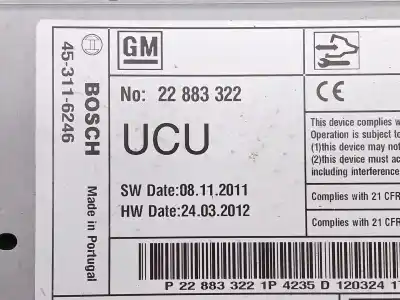 GM
No: 22 883 322
UCU
SW Date:08.11.2011
HW Date:24.03.2012
BOSCH
45-311-6246
Made in Portugal
CE
This device complies
Operation is subject to
(1)this device may not
(2)this device must
including interference
Complies with 21 CFR
Complies with 21 CFR
P 22 883 322 1P 4235 D 120324